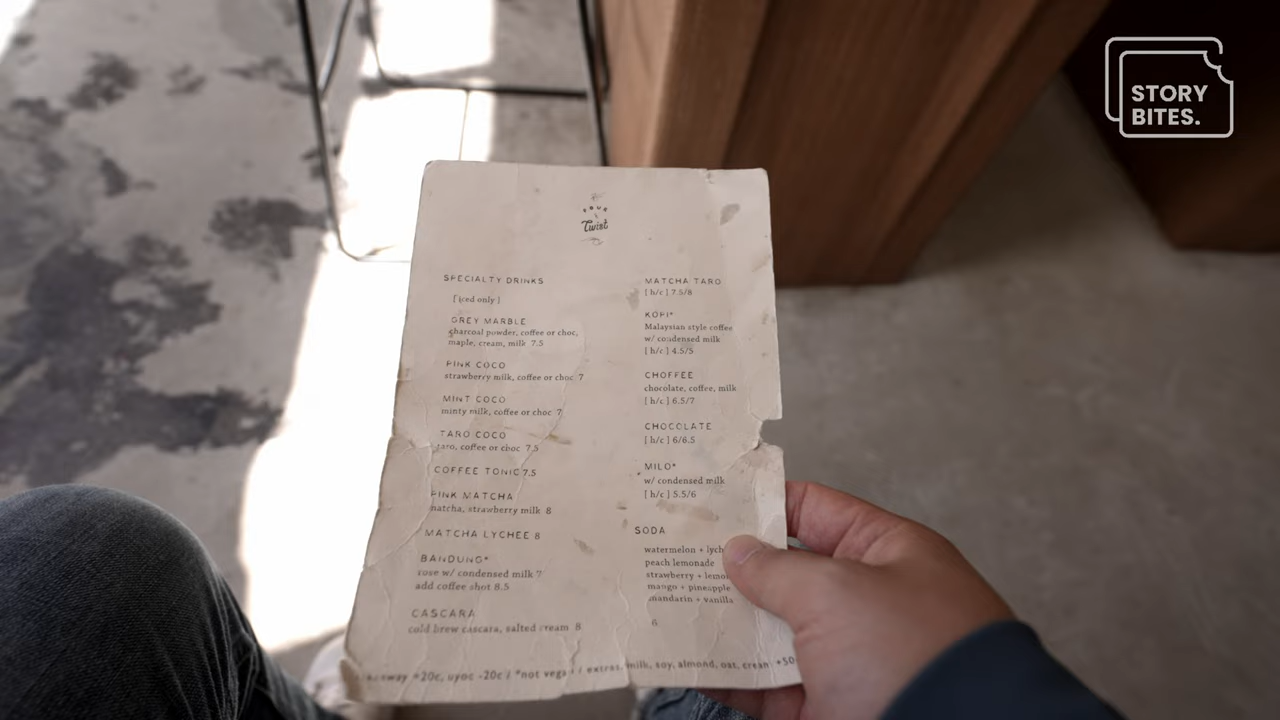 STORY
BITES.
FOUR
Twist
SPECIALTY DRINKS
[ iced only ]
GREY MARBLE
charcoal powder, coffee or choc,
maple, cream, milk 7.5
PINK COCO
strawberry milk, coffee or choc 7
MINT COCO
minty milk, coffee or choc 7
TARO COCO
taro, coffee or choc 7.5
COFFEE TONIC 7.5
PINK MATCHA
matcha, strawberry milk 8
MATCHA LYCHEE 8
BANDUNG*
rose w/ condensed milk 7
add coffee shot 8.5
CASCARA
cold brew cascara, salted cream 8
MATCHA TARO
[ h/c ] 7.5/8
KOPI*
Malaysian style coffee
w/ condensed milk
[ h/c ] 4.5/5
CHOFFEE
chocolate, coffee, milk
[ h/c ] 6.5/7
CHOCOLATE
[ h/c ] 6/6.5
MILO*
w/ condensed milk
[ h/c ] 5.5/6
SODA
watermelon + lych
peach lemonade
strawberry + lemon
mango + pineapple
mandarin + vanilla
6
+20c, uyoc -20c / *not vegan / extras: milk, soy, almond, oat, cream +50